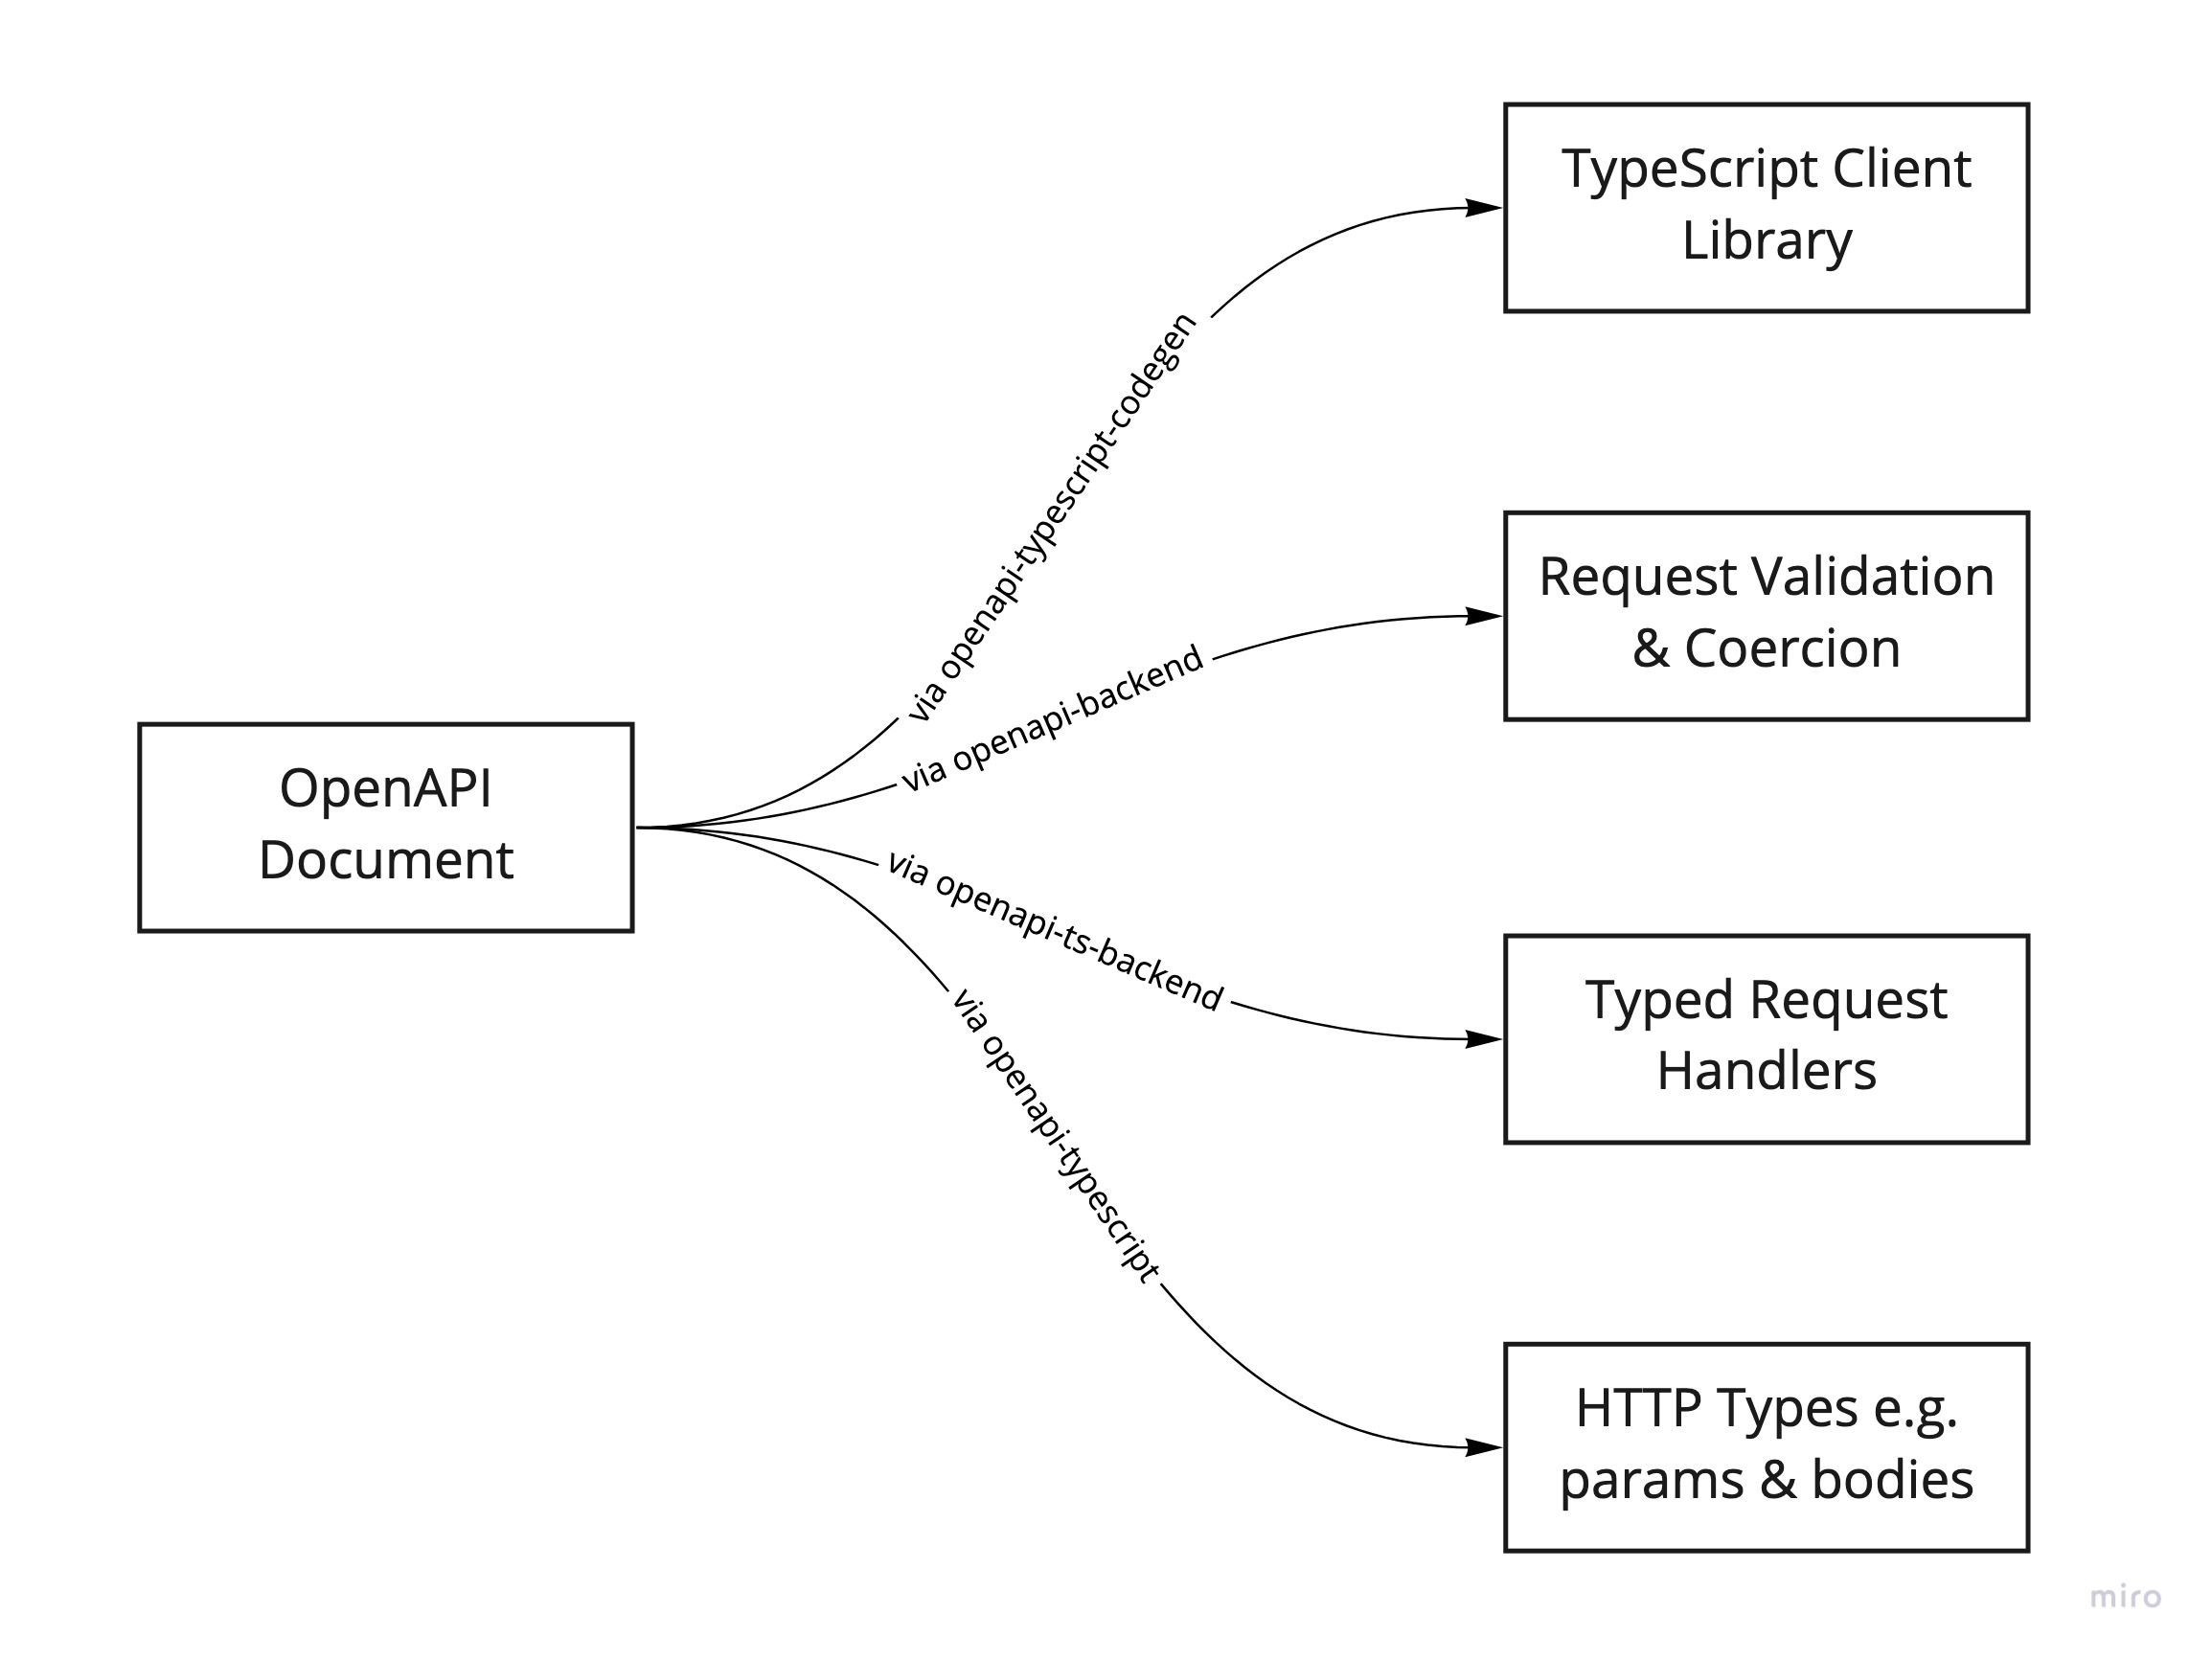 OpenAPI
Document
via openapi-typescript-codegen
via openapi-backend
via openapi-ts-backend
via openapi-typescript
TypeScript Client
Library
Request Validation
& Coercion
Typed Request
Handlers
HTTP Types e.g.
params & bodies
miro